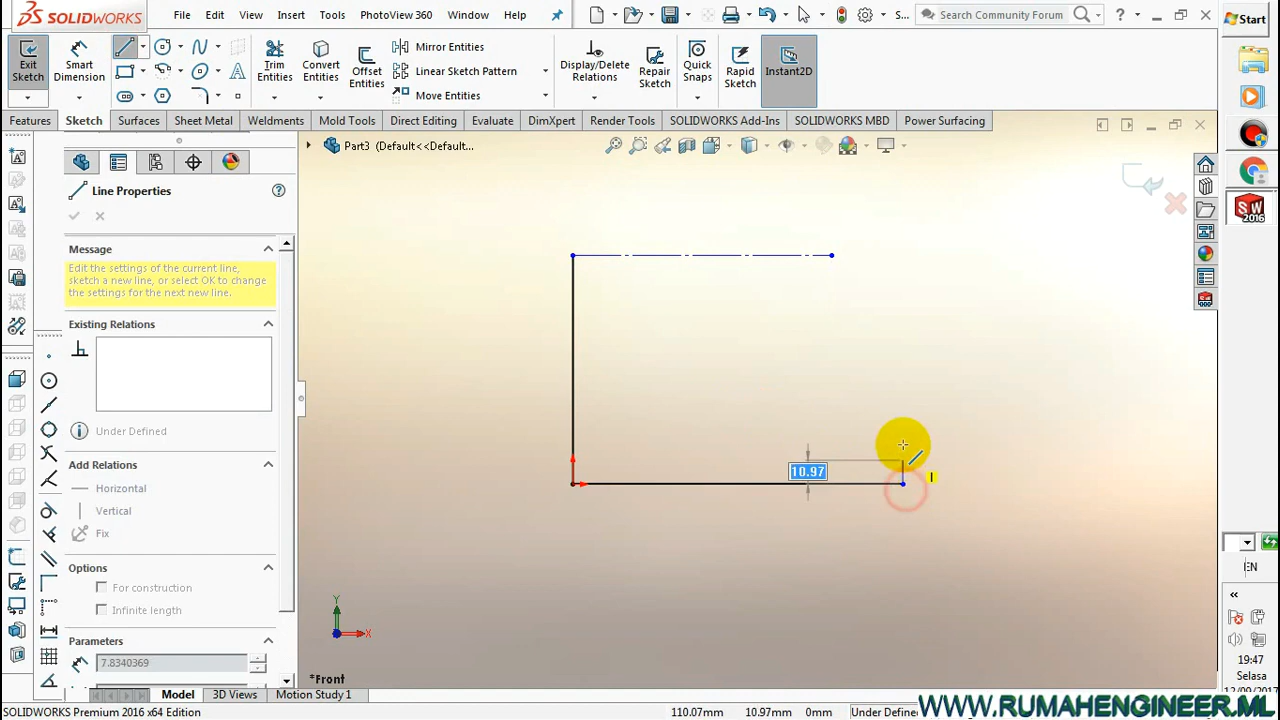 SOLIDWORKS File Edit View Insert Tools PhotoView 360 Window Help S... Search Community Forum ? Start
Exit Sketch
Smart Dimension
Trim Entities
Convert Entities
Offset Entities
Mirror Entities
Linear Sketch Pattern
Move Entities
Display/Delete Relations
Repair Sketch
Quick Snaps
Rapid Sketch
Instant2D
Features Sketch Surfaces Sheet Metal Weldments Mold Tools Direct Editing Evaluate DimXpert Render Tools SOLIDWORKS Add-Ins SOLIDWORKS MBD Power Surfacing
Part3 (Default<<Default...
Line Properties
Message
Edit the settings of the current line,
sketch a new line, or select OK to change
the settings for the next new line.
Existing Relations
Under Defined
Add Relations
Horizontal
Vertical
Fix
Options
For construction
Infinite length
Parameters
7.8340369
10.97
Y
X
*Front
SW
2016
EN
19:47
Selasa
12/09/2017
Model 3D Views Motion Study 1
SOLIDWORKS Premium 2016 x64 Edition 110.07mm 10.97mm 0mm Under Define
WWW.RUMAHENGINEER.ML